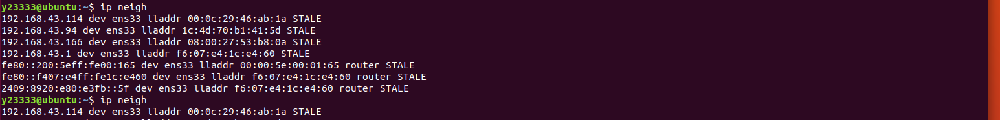 y23333@ubuntu:~$ ip neigh
192.168.43.114 dev ens33 lladdr 00:0c:29:46:ab:1a STALE
192.168.43.94 dev ens33 lladdr 1c:4d:70:b1:41:5d STALE
192.168.43.166 dev ens33 lladdr 08:00:27:53:b8:0a STALE
192.168.43.1 dev ens33 lladdr f6:07:e4:1c:e4:60 STALE
fe80::200:5eff:fe00:165 dev ens33 lladdr 00:00:5e:00:01:65 router STALE
fe80::f407:e4ff:fe1c:e460 dev ens33 lladdr f6:07:e4:1c:e4:60 router STALE
2409:8920:e80:e3fb::5f dev ens33 lladdr f6:07:e4:1c:e4:60 router STALE
y23333@ubuntu:~$ ip neigh
192.168.43.114 dev ens33 lladdr 00:0c:29:46:ab:1a STALE